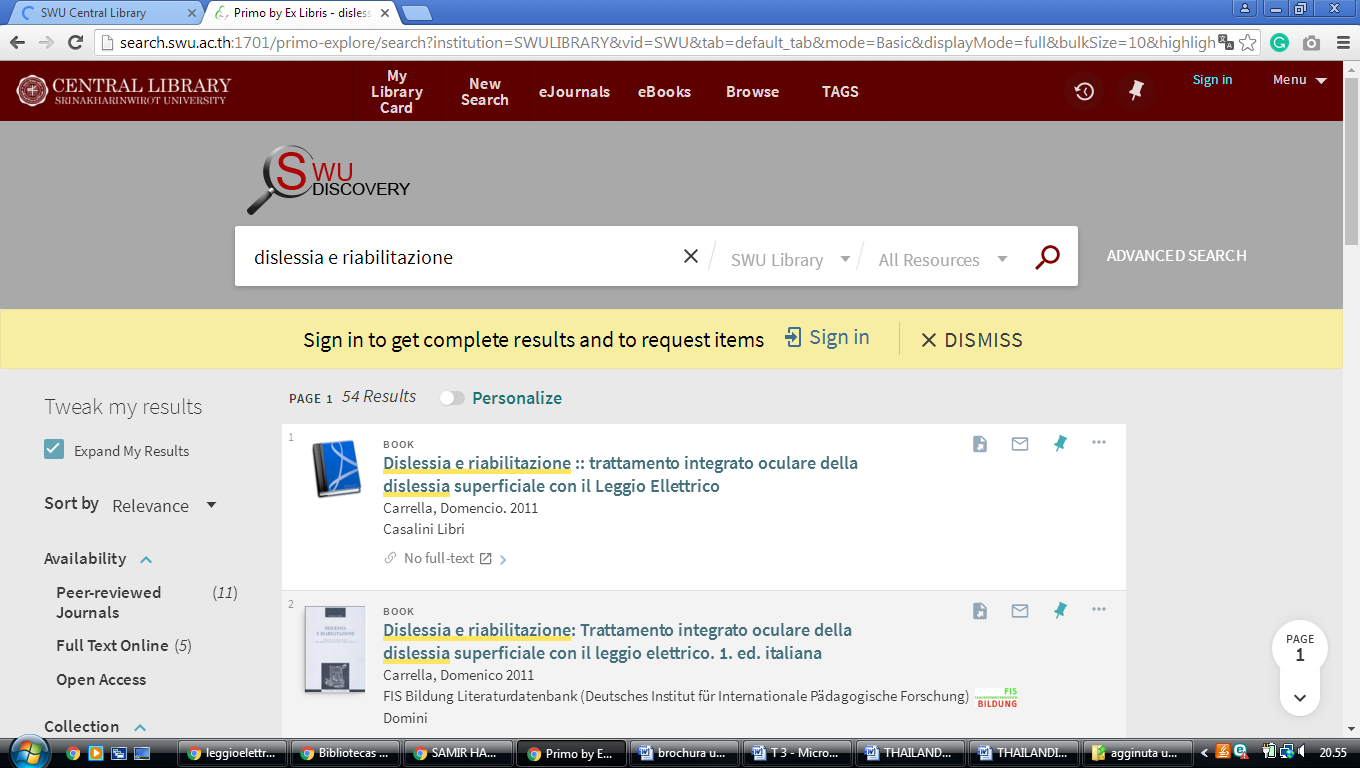 SWU Central Library
Primo by Ex Libris - disles
search.swu.ac.th:1701/primo-explore/search?institution=SWULIBRARY&vid=SWU&tab=default_tab&mode=Basic&displayMode=full&bulkSize=10&highligh
CENTRAL LIBRARY
SRINAKHARINWIROT UNIVERSITY
My Library Card
New Search
eJournals
eBooks
Browse
TAGS
Sign in
Menu
SWU
DISCOVERY
dislessia e riabilitazione
SWU Library
All Resources
ADVANCED SEARCH
Sign in to get complete results and to request items
Sign in
DISMISS
Tweak my results
Expand My Results
Sort by Relevance
Availability
Peer-reviewed Journals (11)
Full Text Online (5)
Open Access
Collection
PAGE 1 54 Results
Personalize
1
BOOK
Dislessia e riabilitazione :: trattamento integrato oculare della
dislessia superficiale con il Leggio Ellettrico
Carrella, Domencio. 2011
Casalini Libri
No full-text
2
DISLESSIA
E RIABILITAZIONE
BOOK
Dislessia e riabilitazione: Trattamento integrato oculare della
dislessia superficiale con il leggio elettrico. 1. ed. italiana
Carrella, Domenico 2011
FIS Bildung Literaturdatenbank (Deutsches Institut für Internationale Pädagogische Forschung)
FIS
BILDUNG
Domini
PAGE
1
leggioelettr...
Bibliotecas ...
SAMIR HA...
Primo by E...
brochura u...
T 3 - Micro...
THAILAND...
THAILANDI...
agginuta u...
20.55